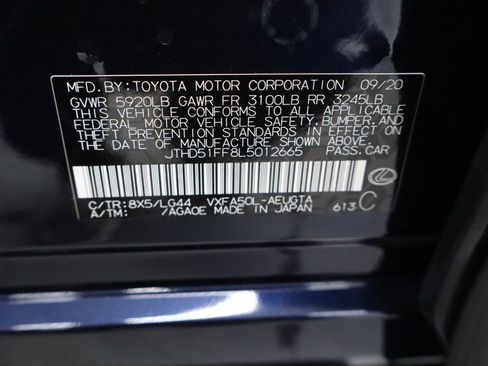 MFD.BY: TOYOTA MOTOR CORPORATION 09/20
GVWR 5920LB GAWR FR 3100LB RR 3245LB
THIS VEHICLE CONFORMS TO ALL APPLICABLE
FEDERAL MOTOR VEHICLE SAFETY, BUMPER, AND
THEFT PREVENTION STANDARDS IN EFFECT ON
THE DATE OF MANUFACTURE SHOWN ABOVE.
JTHD51FF8L5012665 PASS.CAR
C/TR:8X5/LG44 VXFA50L-AEUGTA
A/TM: /AGA0E MADE IN JAPAN 613 C